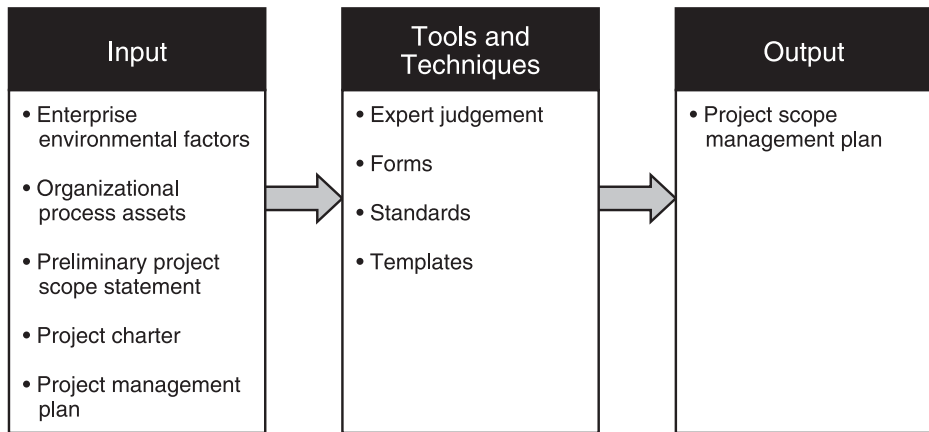 Input
• Enterprise
environmental factors
• Organizational
process assets
• Preliminary project
scope statement
• Project charter
• Project management
plan
Tools and
Techniques
• Expert judgement
• Forms
• Standards
• Templates
Output
• Project scope
management plan